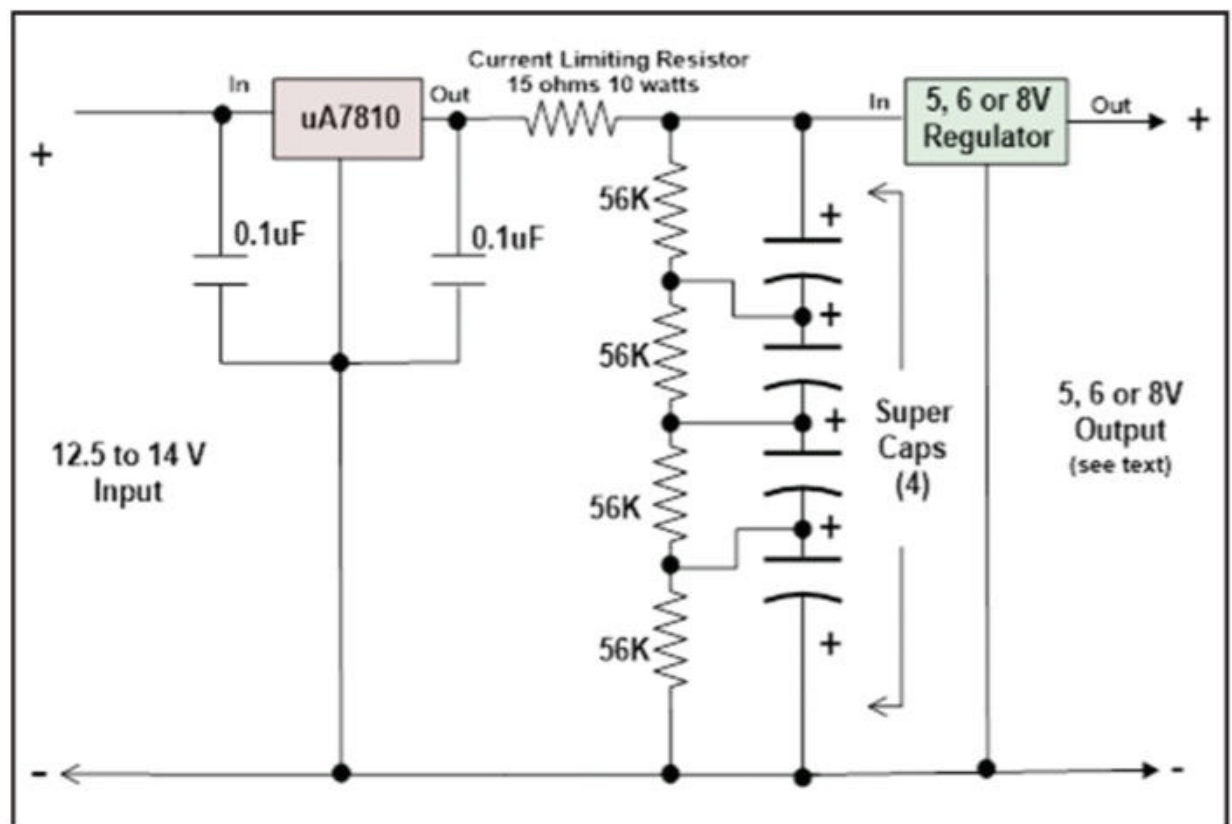 Current Limiting Resistor
15 ohms 10 watts
In
uA7810
Out
In
5, 6 or 8V
Regulator
Out
+
+
56K
+
0.1uF
0.1uF
+
56K
+
Super
Caps
(4)
5, 6 or 8V
Output
(see text)
12.5 to 14 V
Input
56K
+
56K
+
-
-